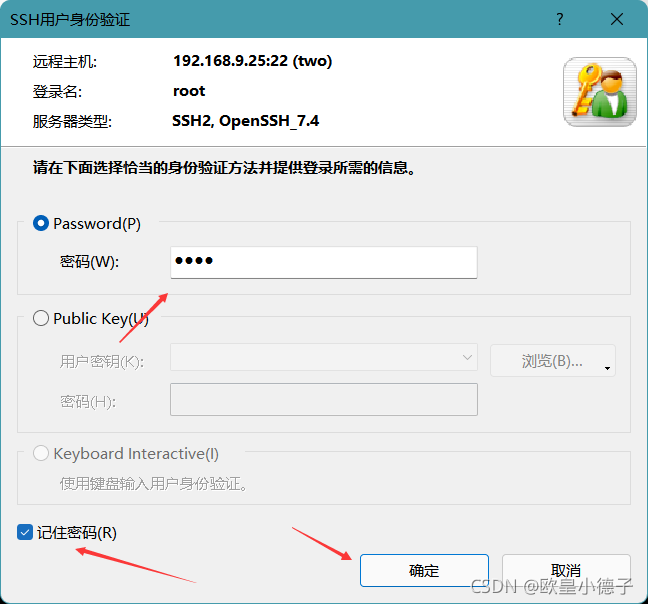 SSH用户身份验证
?
远程主机: 192.168.9.25:22 (two)
登录名: root
服务器类型: SSH2, OpenSSH_7.4
请在下面选择恰当的身份验证方法并提供登录所需的信息。
Password(P)
密码(W): ●●●●
Public Key(U)
用户密钥(K): 浏览(B)...
密码(H):
Keyboard Interactive(I)
使用键盘输入用户身份验证。
记住密码(R)
确定 取消
CSDN @欧皇小德子